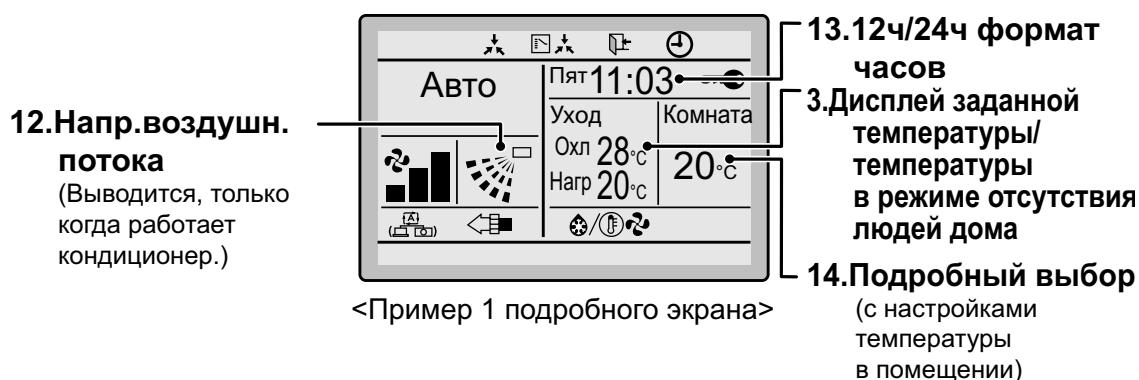 12.Напр.воздушн.
потока
(Выводится, только
когда работает
кондиционер.)
Авто
Пят 11:03
Уход
Охл 28°C
Нагр 20°C
Комната
20°C
<Пример 1 подробного экрана>
13.12ч/24ч формат
часов
3.Дисплей заданной
температуры/
температуры
в режиме отсутствия
людей дома
14.Подробный выбор
(с настройками
температуры
в помещении)